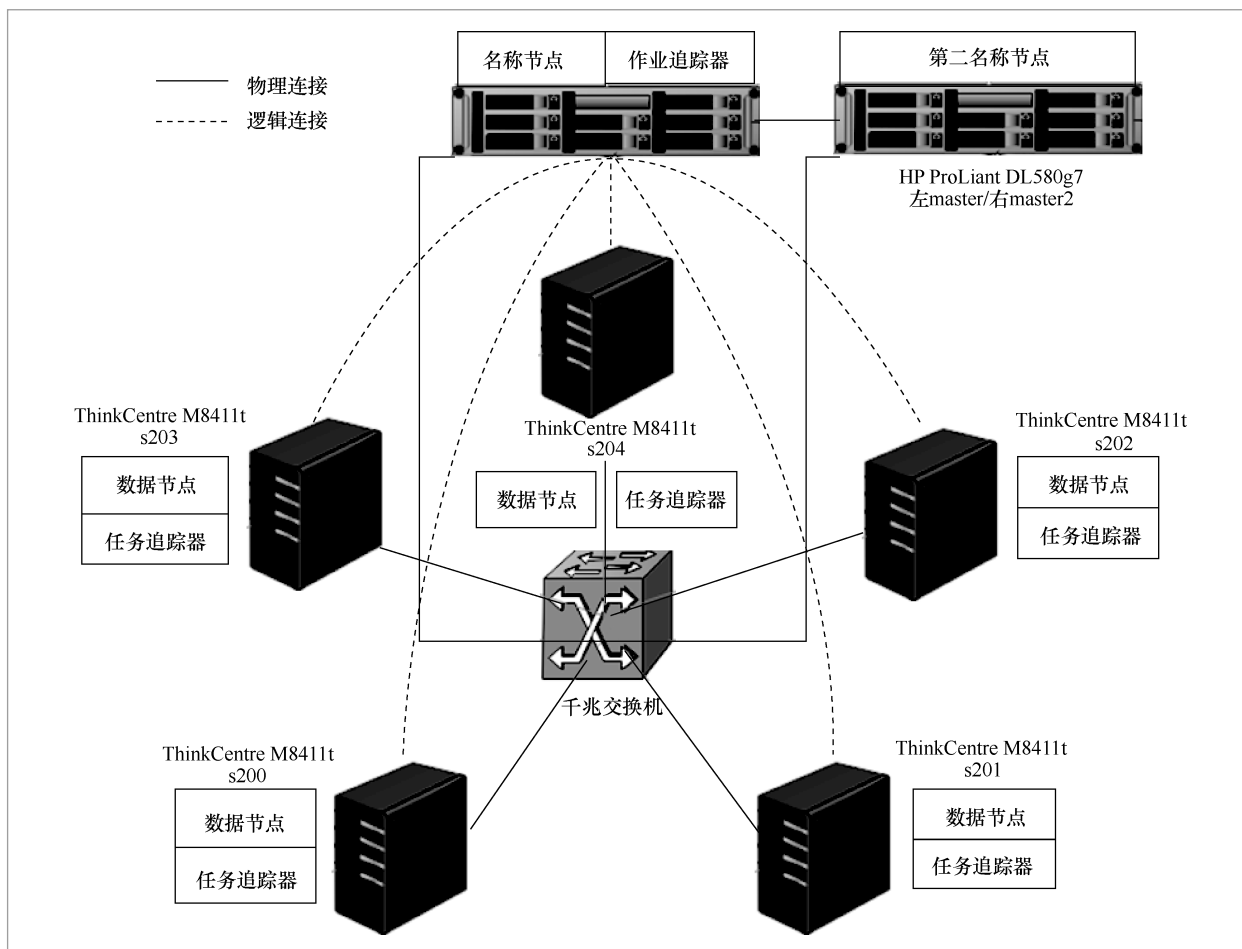 名称节点
作业追踪器
第二名称节点
物理连接
逻辑连接
HP ProLiant DL580g7
左master/右master2
ThinkCentre M8411t
s203
数据节点
任务追踪器
ThinkCentre M8411t
s204
数据节点
任务追踪器
ThinkCentre M8411t
s202
数据节点
任务追踪器
千兆交换机
ThinkCentre M8411t
s200
数据节点
任务追踪器
ThinkCentre M8411t
s201
数据节点
任务追踪器